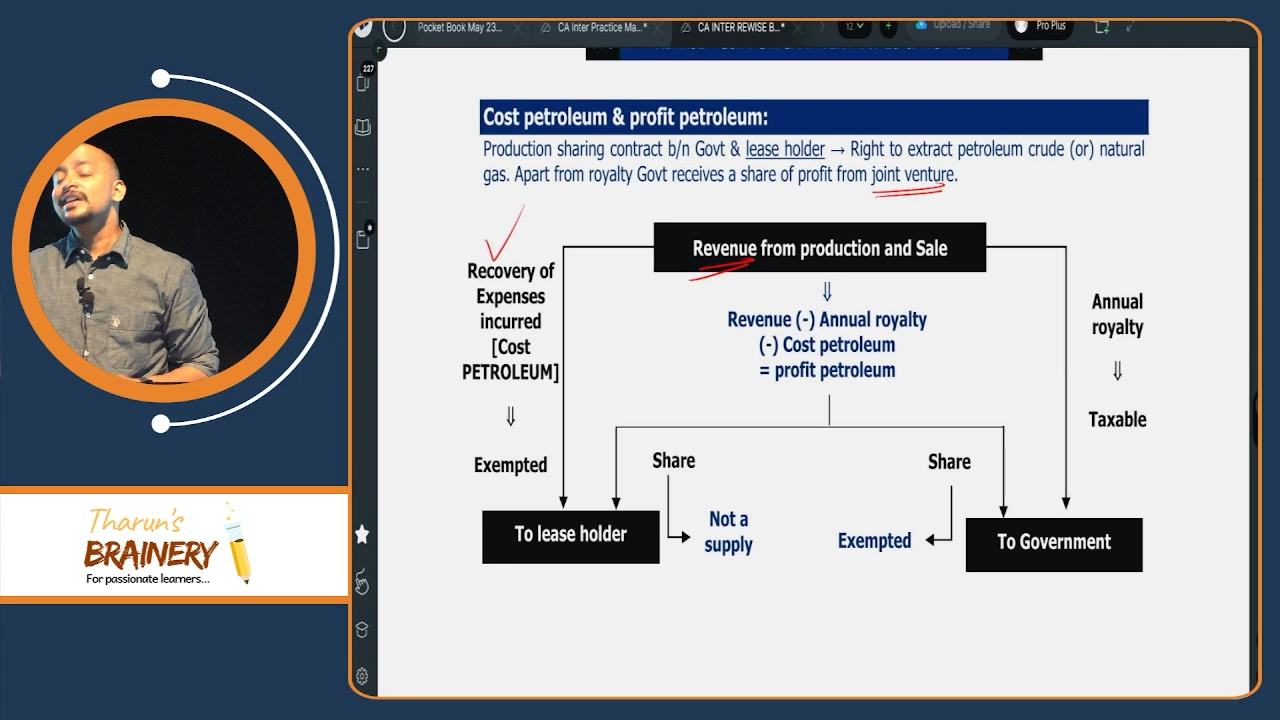 Pocket Book May 23...
CA Inter Practice Ma...*
CA INTER REWISE B...*
12
Upload / Share
Pro Plus
227
Cost petroleum & profit petroleum:
Production sharing contract b/n Govt & lease holder → Right to extract petroleum crude (or) natural
gas. Apart from royalty Govt receives a share of profit from joint venture.
Revenue from production and Sale
Recovery of
Expenses
incurred
[Cost
PETROLEUM]
⇓
Exempted
⇓
Revenue (-) Annual royalty
(-) Cost petroleum
= profit petroleum
Annual
royalty
⇓
Taxable
Share
Share
To lease holder
Not a
supply
Exempted
To Government
Tharun's
BRAINERY
For passionate learners...